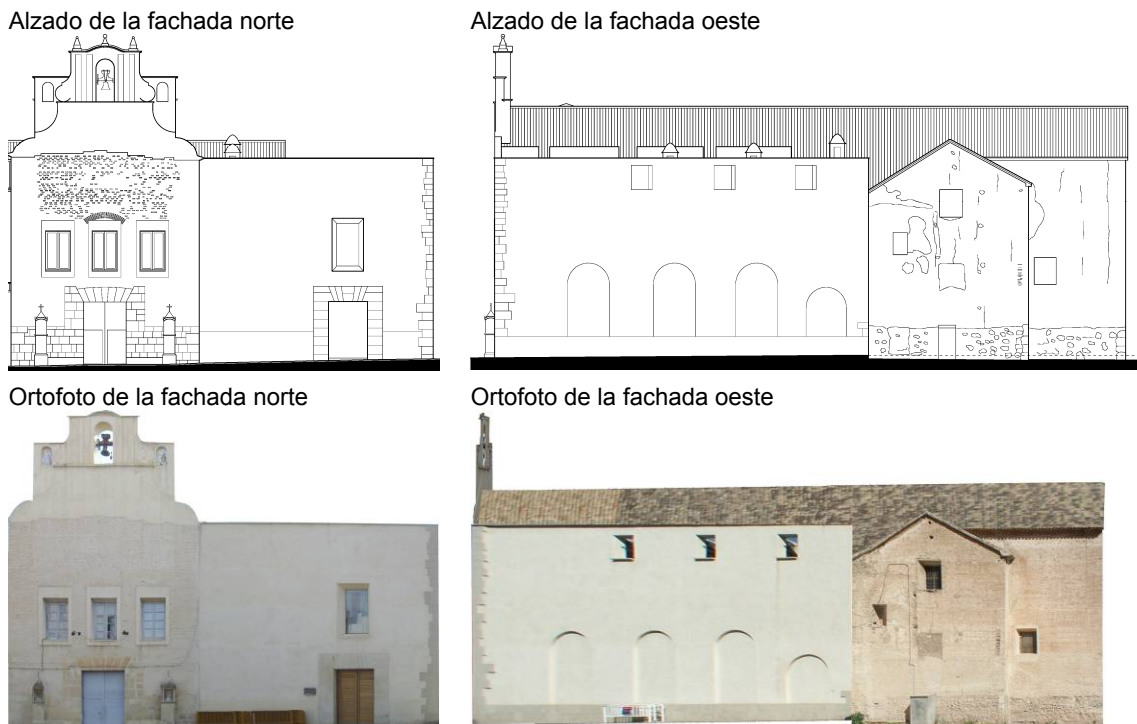 Alzado de la fachada norte
Alzado de la fachada oeste
Ortofoto de la fachada norte
Ortofoto de la fachada oeste